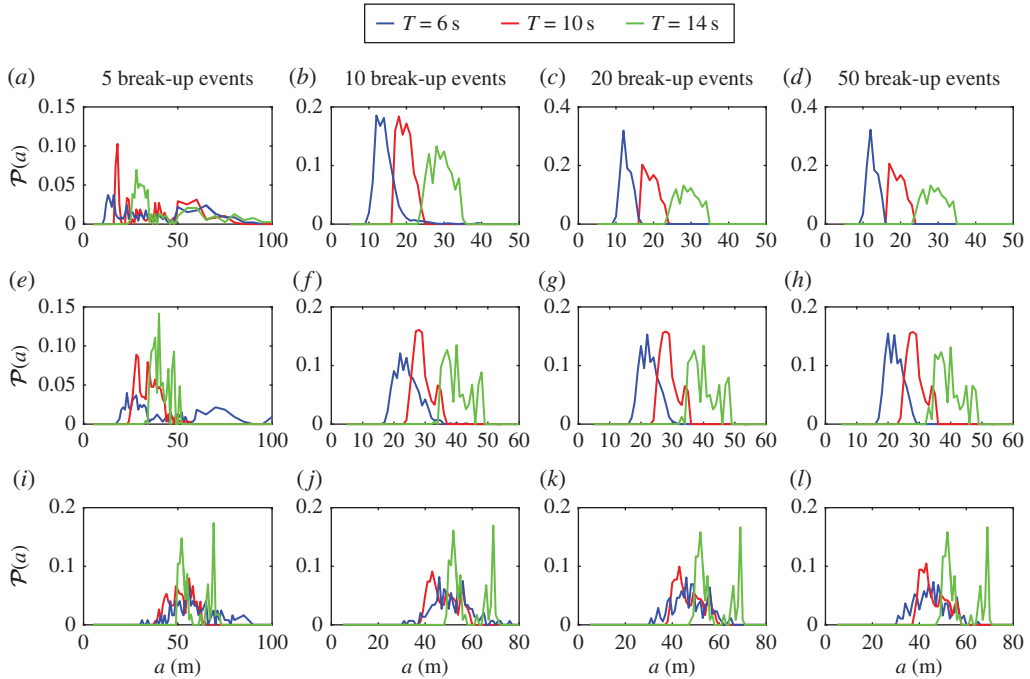 T = 6 s T = 10 s T = 14 s
(a) 5 break-up events (b) 10 break-up events (c) 20 break-up events (d) 50 break-up events
0.15 0.2 0.4 0.4
0.10
𝒫(a) 0.1 0.2 0.2
0.05
0 0 0 0
50 100 10 20 30 40 50 0 10 20 30 40 50 0 10 20 30 40 50
(e) (f) (g) (h)
0.15 0.2 0.2 0.2
0.10
𝒫(a) 0.1 0.1 0.1
0.05
0 0 0 0
0 50 100 0 10 20 30 40 50 60 0 10 20 30 40 50 60 0 10 20 30 40 50 60
(i) (j) (k) (l)
0.2 0.2 0.2 0.2
𝒫(a) 0.1 0.1 0.1 0.1
0 0 0 0
0 50 100 0 20 40 60 80 0 20 40 60 80 0 20 40 60 80
a (m) a (m) a (m) a (m)